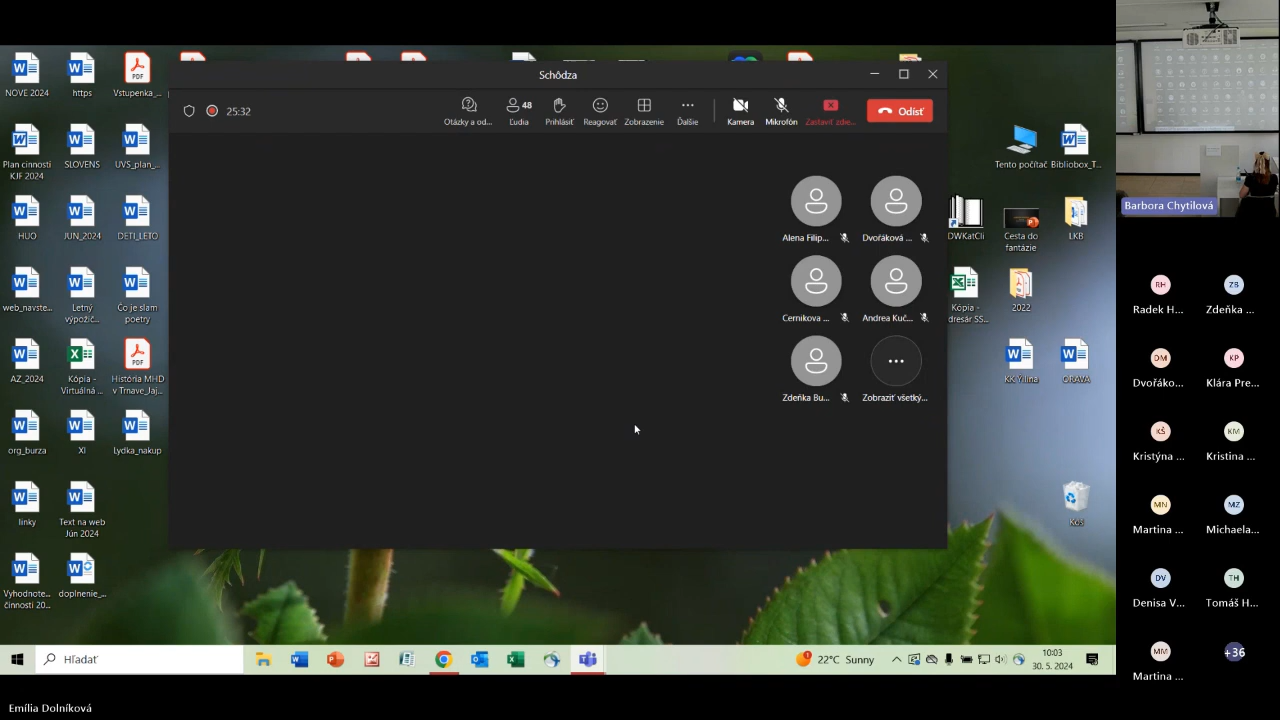 NOVE 2024
https
Vstupenka_...
Schôdza
25:32
Otázky a od...
48
Ľudia
Prihlásiť
Reagovať
Zobrazenie
Ďalšie
Kamera
Mikrofón
Zastaviť zdie...
Odísť
Plan cinnosti
KJF 2024
SLOVENS
UVS_plan_...
Tento počítač
Bibliobox_T...
Barbora Chytilová
HUO
JUN_2024
DETI_LETO
Alena Filip...
Dvořáková ...
DWKatCli
Cesta do
fantázie
LKB
web_navste...
Letný
výpožič...
Čo je slam
poetry
Cernikova ...
Andrea Kuč...
Kópia -
dresár SS...
2022
RH
ZB
Radek H...
Zdeňka ...
AZ_2024
Kópia -
Virtuálná ...
PDF
História MHD
v Trnave_Jaj...
Zdeňka Bu...
Zobraziť všetký...
KK Žilina
ORAVA
DM
KP
Dvořáko...
Klára Pre...
org_burza
XI
Lydka_nakup
KŠ
KM
Kristýna ...
Kristina ...
linky
Text na web
Jún 2024
Kôš
MN
MZ
Martina ...
Michaela...
Vyhodnote...
činnosti 20...
doplnenie_...
DV
TH
Denisa V...
Tomáš H...
Hľadať
22°C Sunny
10:03
30. 5. 2024
MM
+36
Martina ...
Emília Dolníková